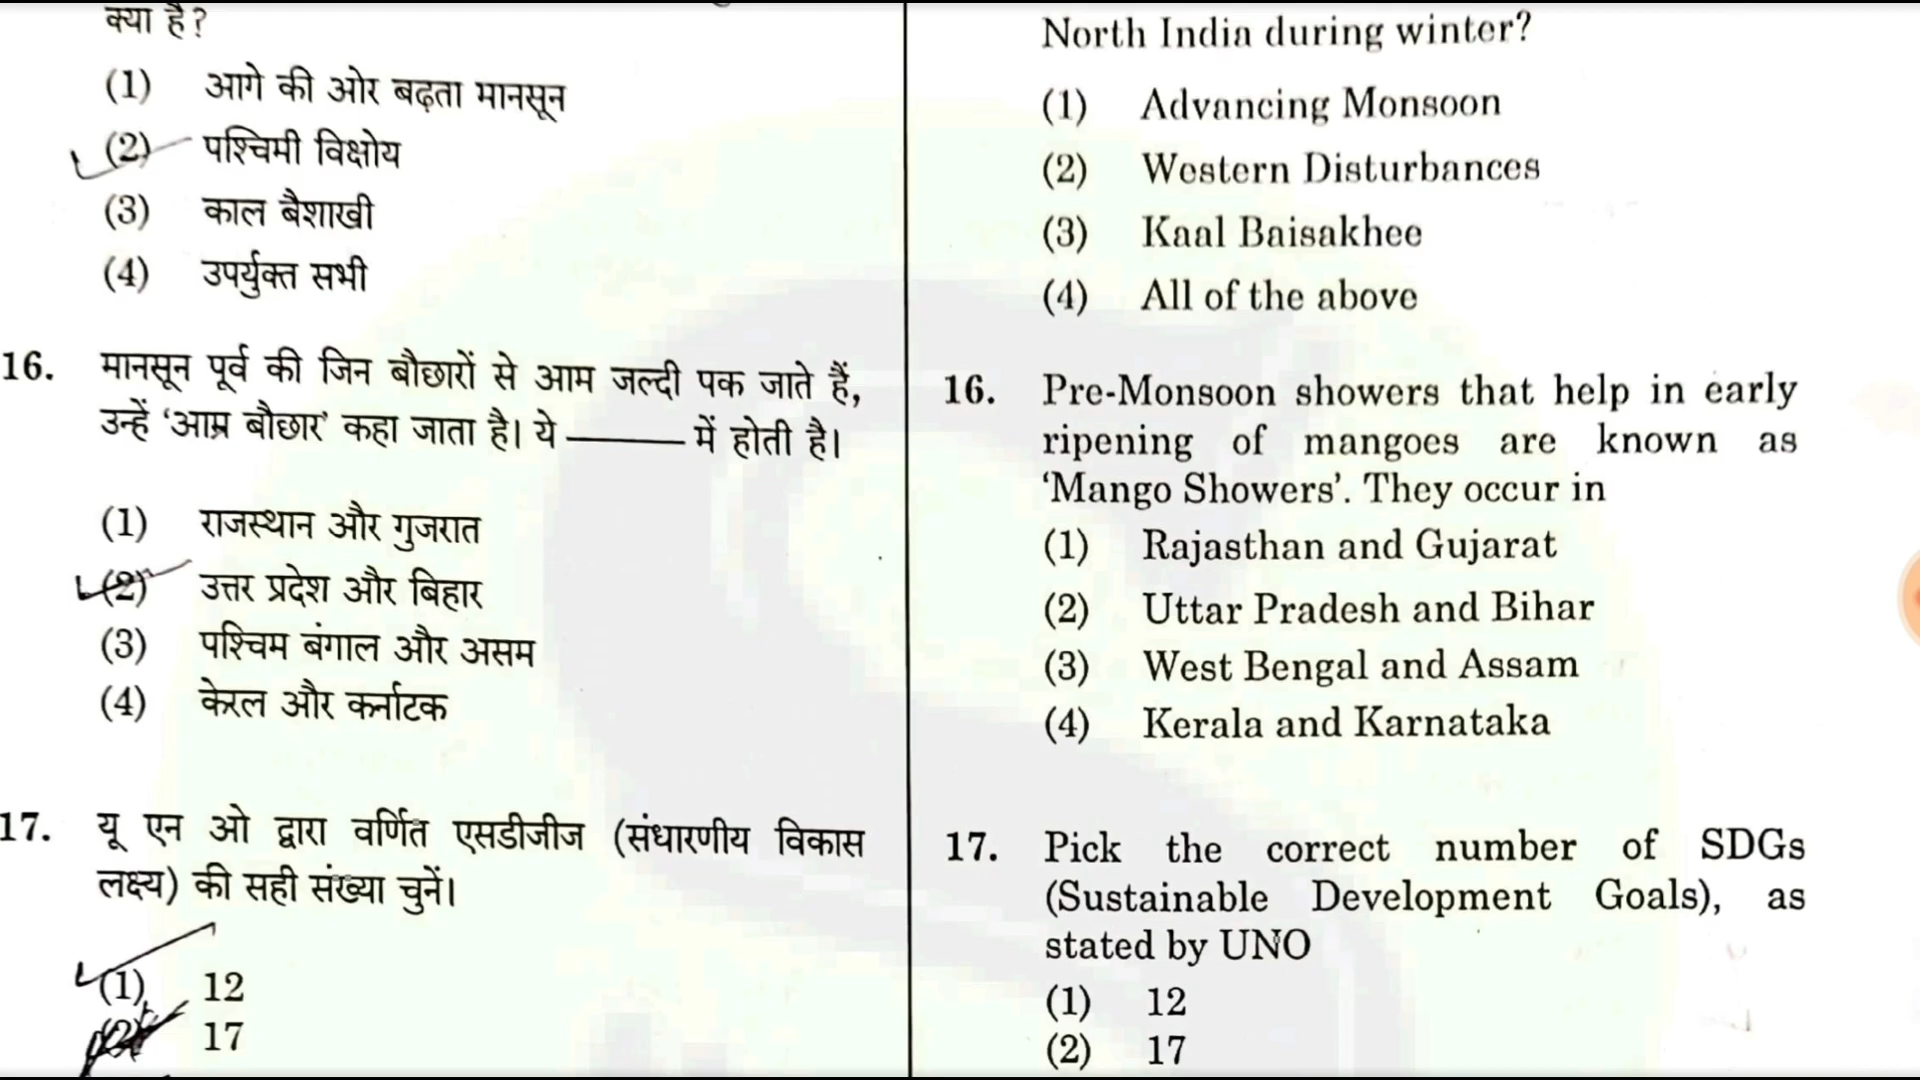 क्या है?
(1) आगे की ओर बढ़ता मानसून
(2) पश्चिमी विक्षोय
(3) काल बैशाखी
(4) उपर्युक्त सभी
16. मानसून पूर्व की जिन बौछारों से आम जल्दी पक जाते हैं,
उन्हें ‘आम्र बौछार’ कहा जाता है। ये ——— में होती है।
(1) राजस्थान और गुजरात
(2) उत्तर प्रदेश और बिहार
(3) पश्चिम बंगाल और असम
(4) केरल और कर्नाटक
17. यू एन ओ द्वारा वर्णित एसडीजीज (संधारणीय विकास
लक्ष्य) की सही संख्या चुनें।
(1) 12
(2) 17
North India during winter?
(1) Advancing Monsoon
(2) Western Disturbances
(3) Kaal Baisakhee
(4) All of the above
16. Pre-Monsoon showers that help in early
ripening of mangoes are known as
‘Mango Showers’. They occur in
(1) Rajasthan and Gujarat
(2) Uttar Pradesh and Bihar
(3) West Bengal and Assam
(4) Kerala and Karnataka
17. Pick the correct number of SDGs
(Sustainable Development Goals), as
stated by UNO
(1) 12
(2) 17